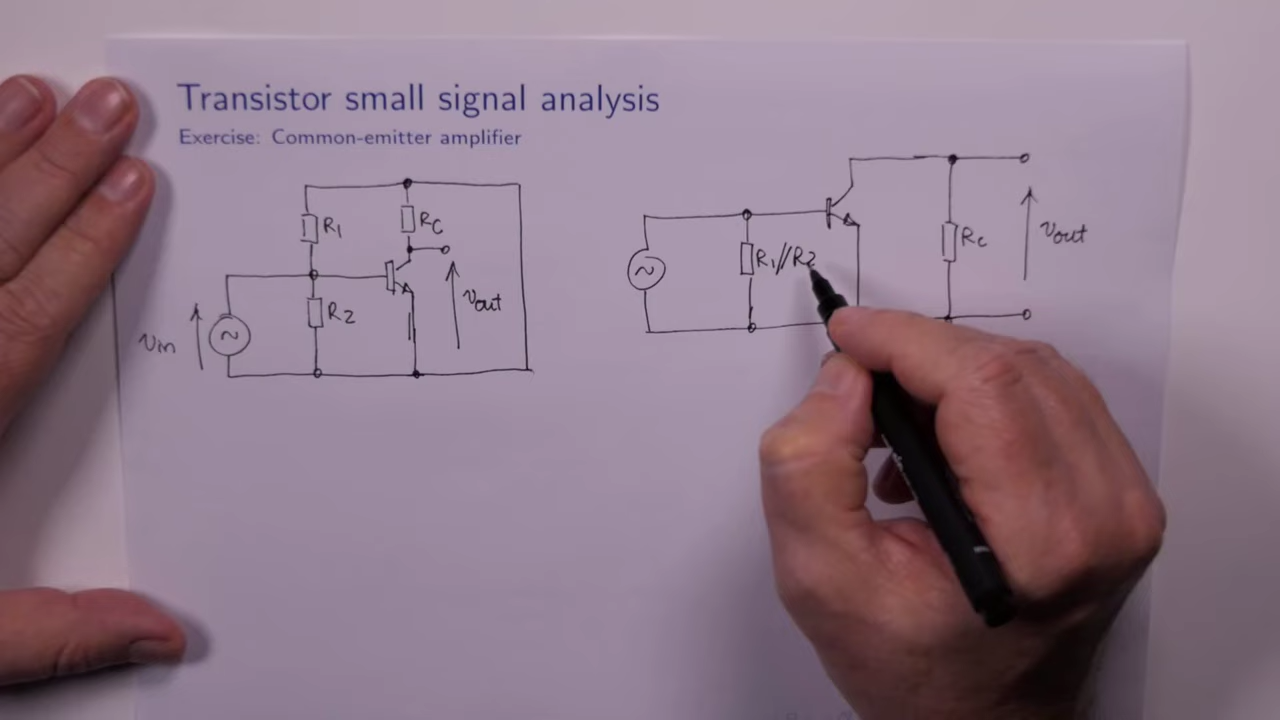 Transistor small signal analysis
Exercise: Common-emitter amplifier
R1
RC
R2
vin
vout
R1//R2
Rc
vout